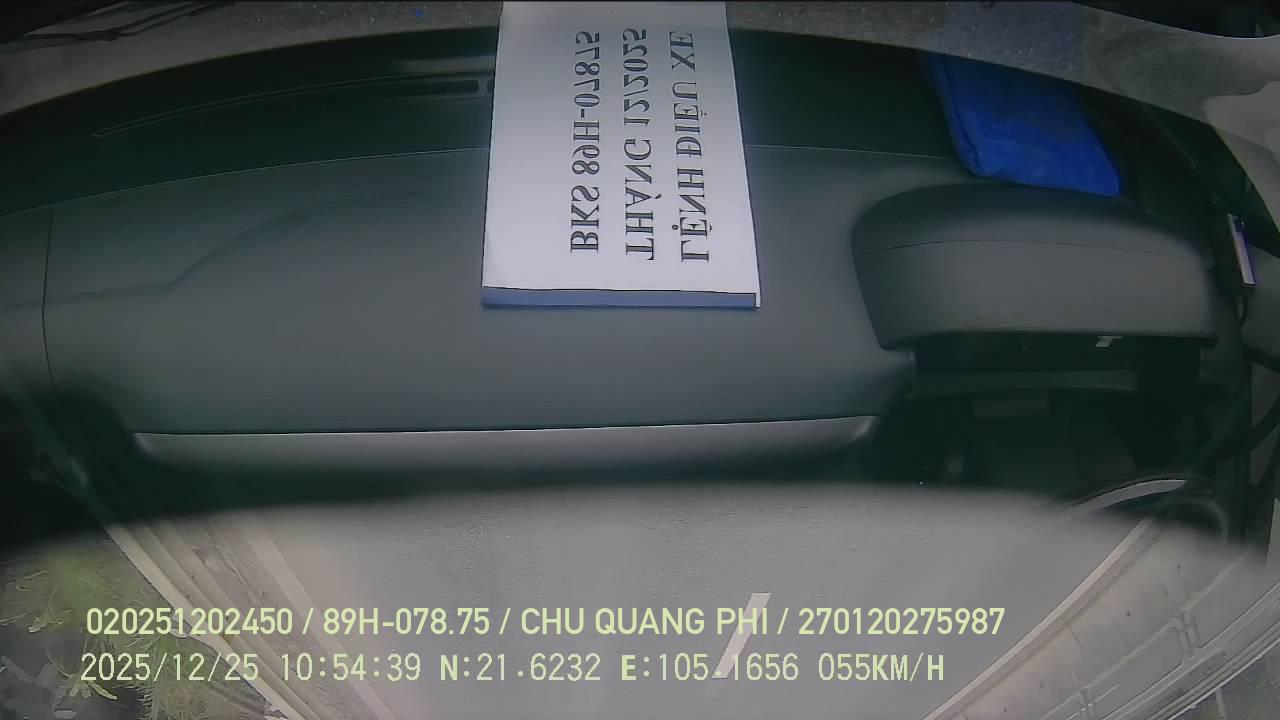 LỆNH ĐIỀU XE
THÁNG 12/2025
BKS 89H-07875
020251202450 / 89H-078.75 / CHU QUANG PHI / 270120275987
2025/12/25 10:54:39 N:21.6232 E:105.1656 055KM/H